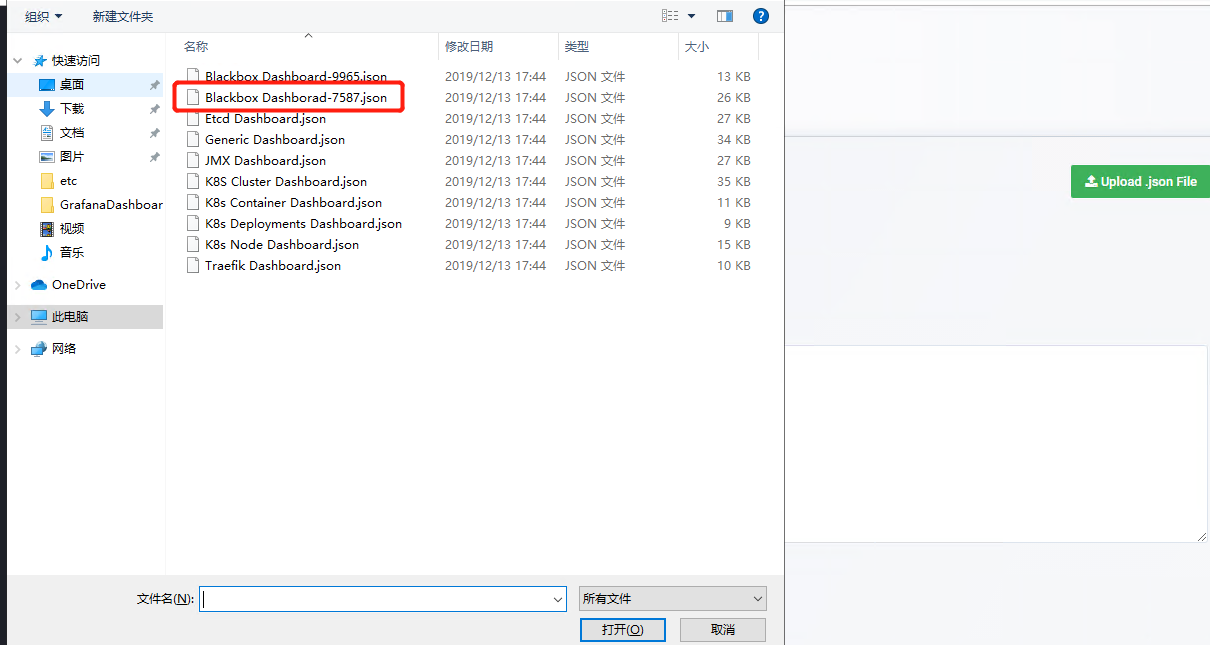 组织 新建文件夹 ?
名称 修改日期 类型 大小
快速访问
桌面
下载
文档
图片
etc
GrafanaDashboar
视频
音乐
OneDrive
此电脑
网络
Blackbox Dashboard-9965.json 2019/12/13 17:44 JSON 文件 13 KB
Blackbox Dashborad-7587.json 2019/12/13 17:44 JSON 文件 26 KB
Etcd Dashboard.json 2019/12/13 17:44 JSON 文件 27 KB
Generic Dashboard.json 2019/12/13 17:44 JSON 文件 34 KB
JMX Dashboard.json 2019/12/13 17:44 JSON 文件 27 KB
K8S Cluster Dashboard.json 2019/12/13 17:44 JSON 文件 35 KB
K8s Container Dashboard.json 2019/12/13 17:44 JSON 文件 11 KB
K8s Deployments Dashboard.json 2019/12/13 17:44 JSON 文件 9 KB
K8s Node Dashboard.json 2019/12/13 17:44 JSON 文件 15 KB
Traefik Dashboard.json 2019/12/13 17:44 JSON 文件 10 KB
Upload .json File
文件名(N): 所有文件
打开(O) 取消